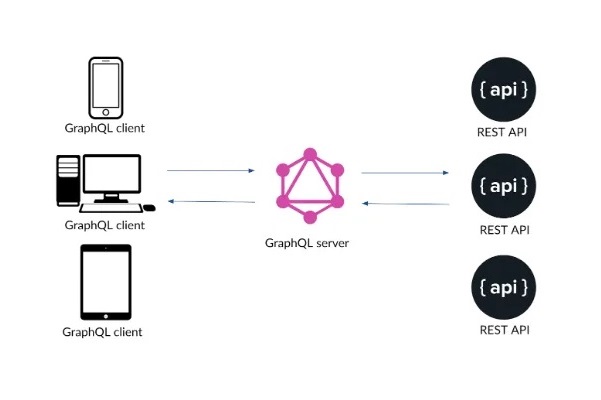 GraphQL client
{ api }
REST API
GraphQL client
{ api }
REST API
GraphQL server
GraphQL client
{ api }
REST API